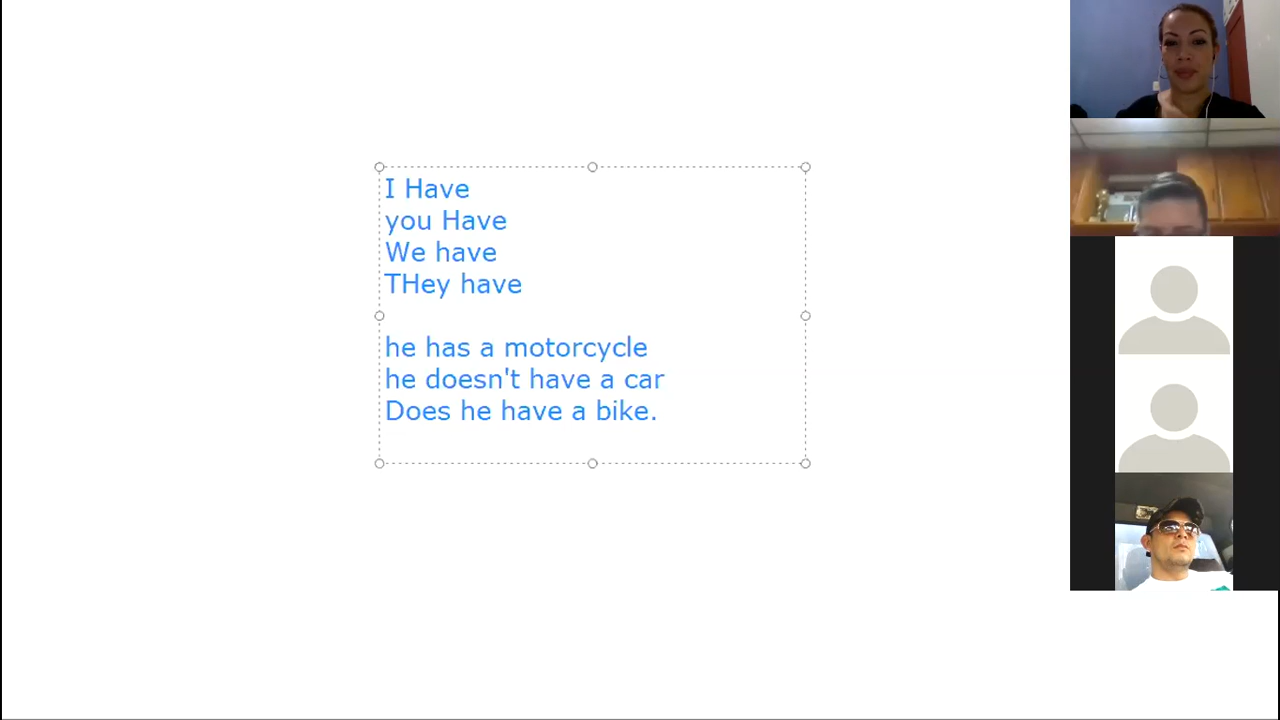 I Have
you Have
We have
THey have
he has a motorcycle
he doesn't have a car
Does he have a bike.